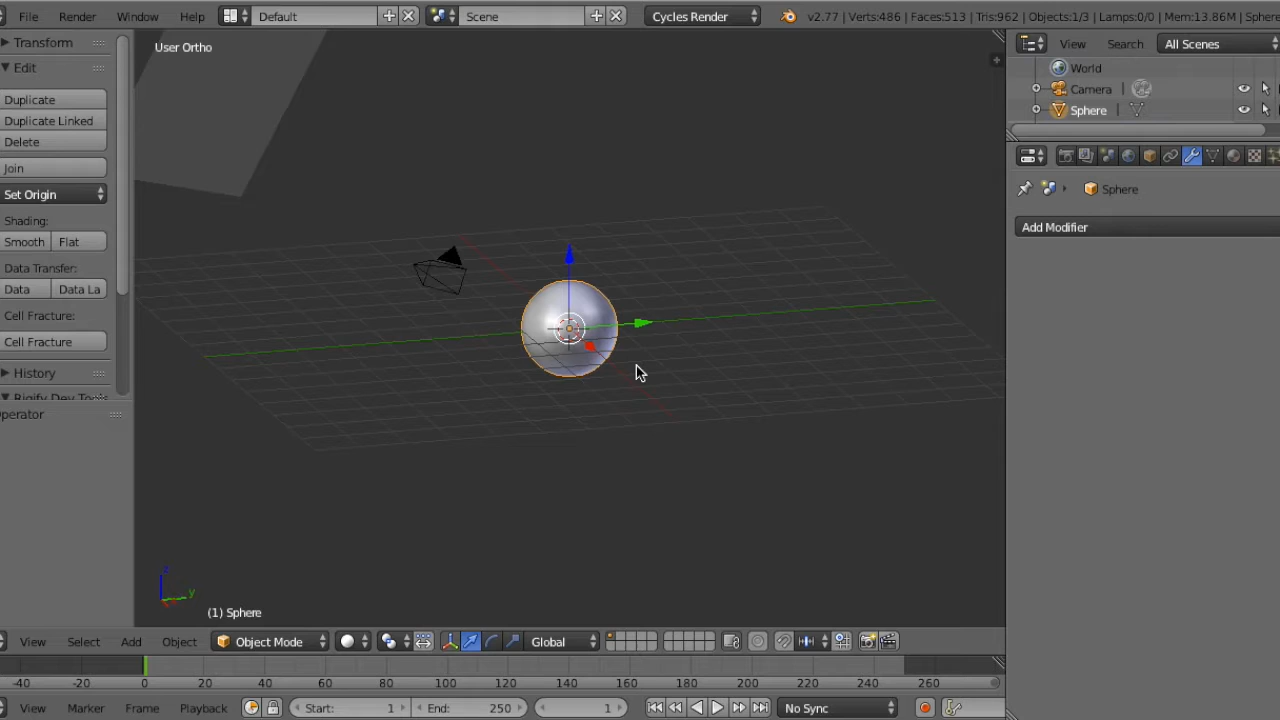 File Render Window Help Default Scene Cycles Render v2.77 | Verts:486 | Faces:513 | Tris:962 | Objects:1/3 | Lamps:0/0 | Mem:13.86M | Sphere
Transform
Edit
Duplicate
Duplicate Linked
Delete
Join
Set Origin
Shading:
Smooth Flat
Data Transfer:
Data Data La
Cell Fracture:
Cell Fracture
History
Rigify Dev Tools
Operator
User Ortho
z
y
(1) Sphere
View Search All Scenes
World
Camera
Sphere
Sphere
Add Modifier
View Select Add Object Object Mode Global
-40 -20 0 20 40 60 80 100 120 140 160 180 200 220 240 260
View Marker Frame Playback Start: 1 End: 250 1 No Sync